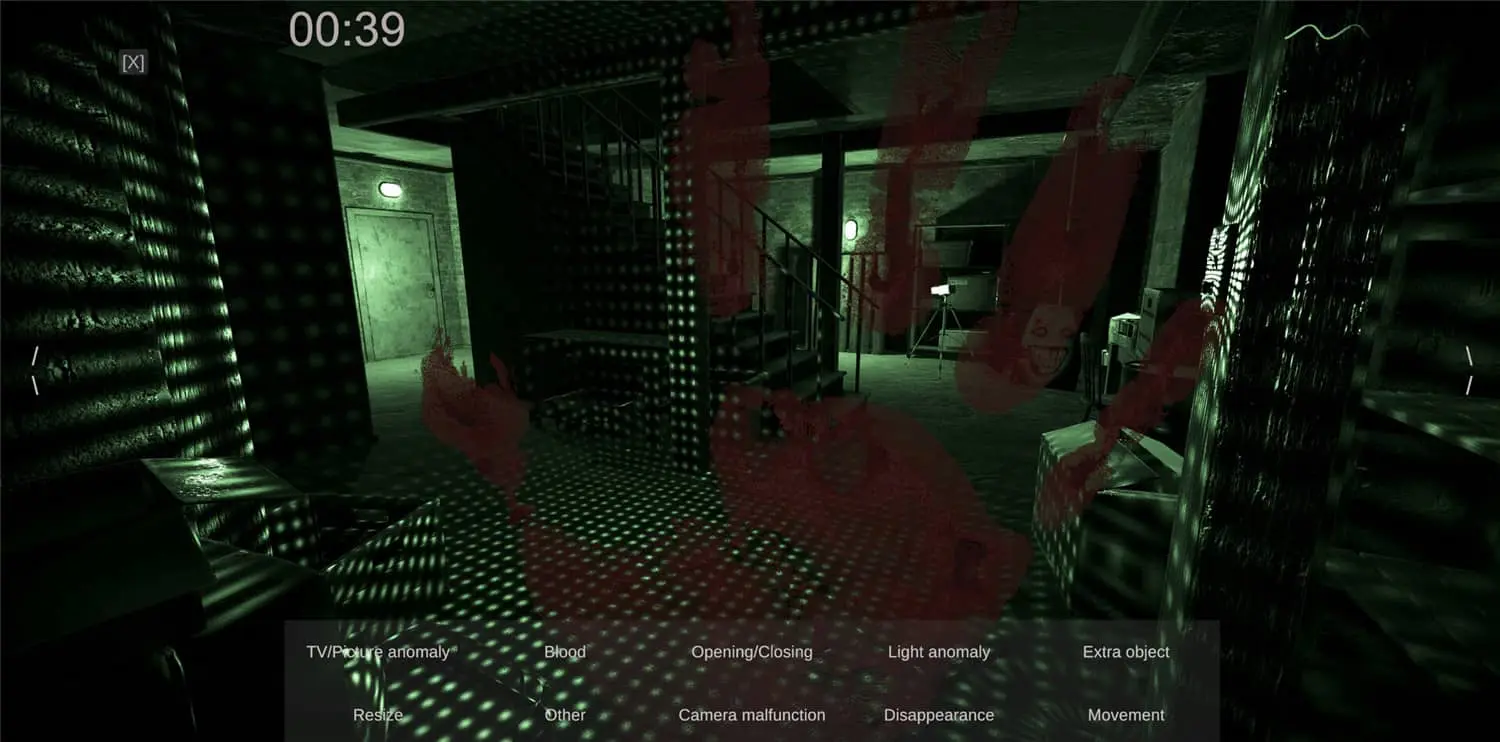 00:39
[X]
TV/Picture anomaly Blood Opening/Closing Light anomaly Extra object
Resize Other Camera malfunction Disappearance Movement